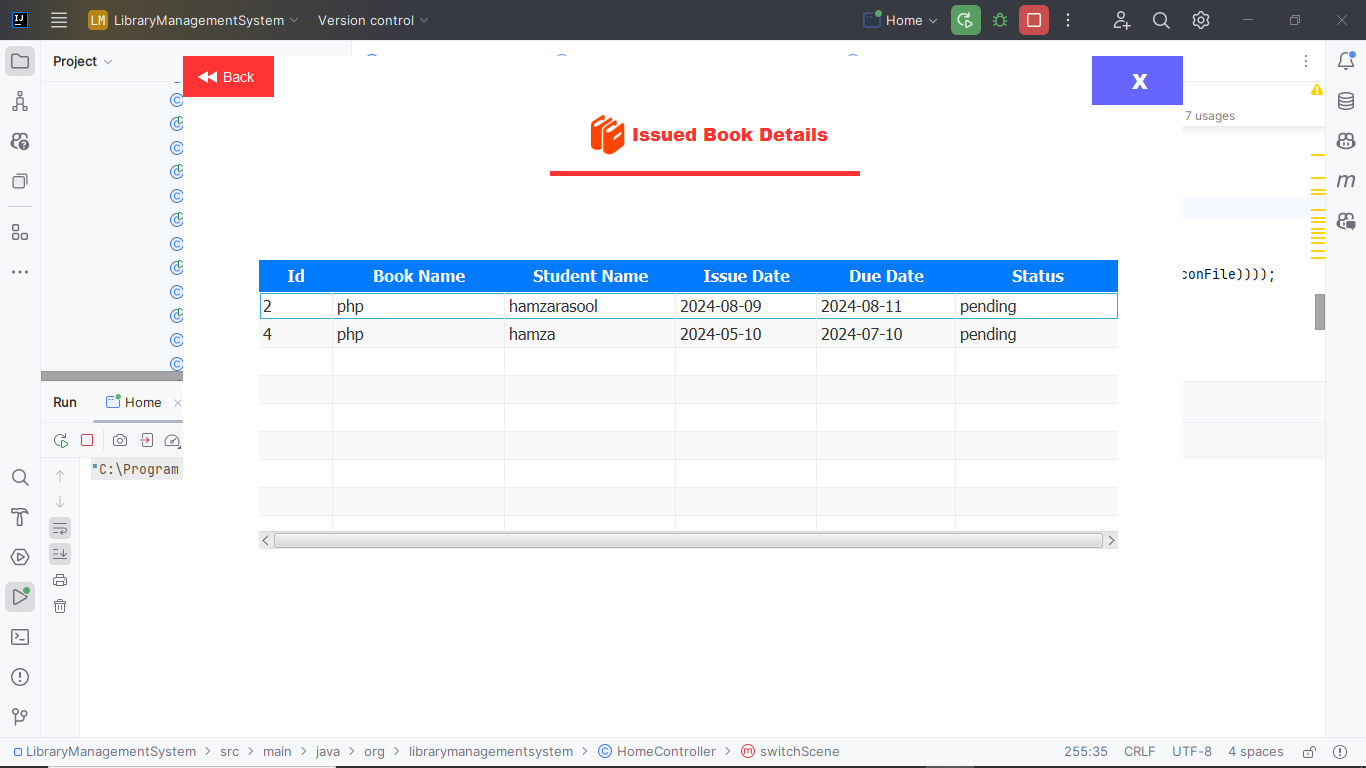 LM LibraryManagementSystem Version control Home
Project
Back
X
7 usages
Issued Book Details
Id Book Name Student Name Issue Date Due Date Status
conFile))));
2 php hamzarasool 2024-08-09 2024-08-11 pending
4 php hamza 2024-05-10 2024-07-10 pending
Run Home
"C:\Program
LibraryManagementSystem > src > main > java > org > librarymanagementsystem > HomeController > switchScene 255:35 CRLF UTF-8 4 spaces